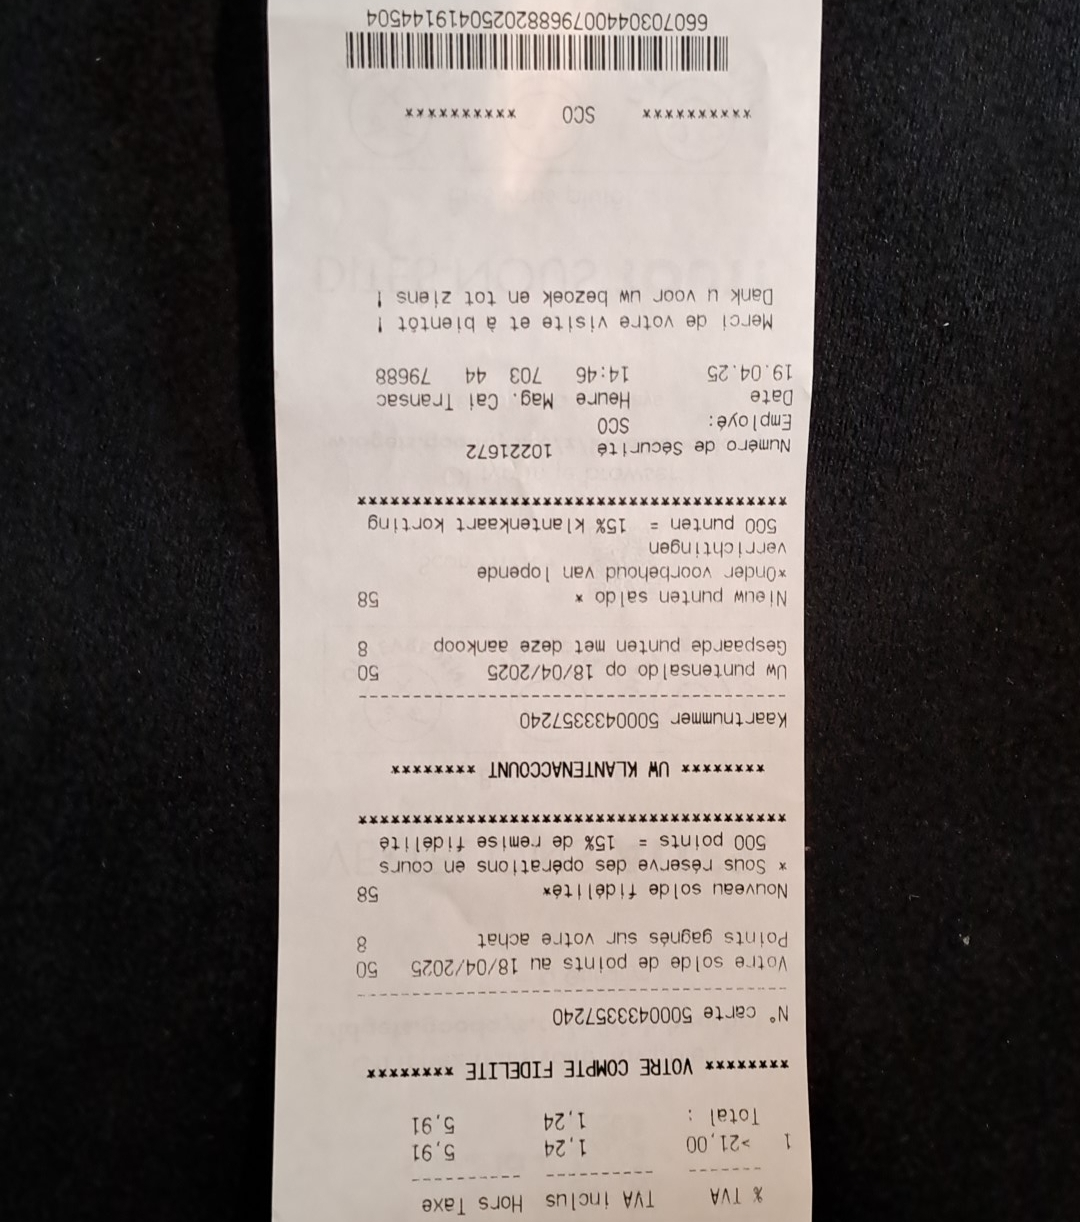 % TVA TVA inclus Hors Taxe
1 >21,00 1,24 5,91
Total : 1,24 5,91
********* VOTRE COMPTE FIDELITE *********
N° carte 5000433357240
Votre solde de points au 18/04/2025 50
Points gagnés sur votre achat 8
Nouveau solde fidélité* 58
* Sous réserve des opérations en cours
500 points = 15% de remise fidélité
****************************************
********* UW KLANTENACCOUNT *********
Kaartnummer 5000433357240
Uw puntensaldo op 18/04/2025 50
Gespaarde punten met deze aankoop 8
Nieuw punten saldo * 58
*Onder voorbehoud van lopende
verrichtingen
500 punten = 15% klantenkaart korting
****************************************
Numéro de Sécurité 10221672
Employé: SCO
Date Heure Mag. Cai Transac
19.04.25 14:46 703 44 79688
Merci de votre visite et à bientôt !
Dank u voor uw bezoek en tot ziens !
********** SCO **********
6607030440079688202504191446504